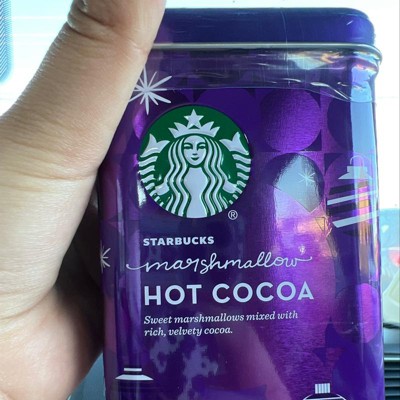 ®
STARBUCKS
marshmallow
HOT COCOA
Sweet marshmallows mixed with
rich, velvety cocoa.